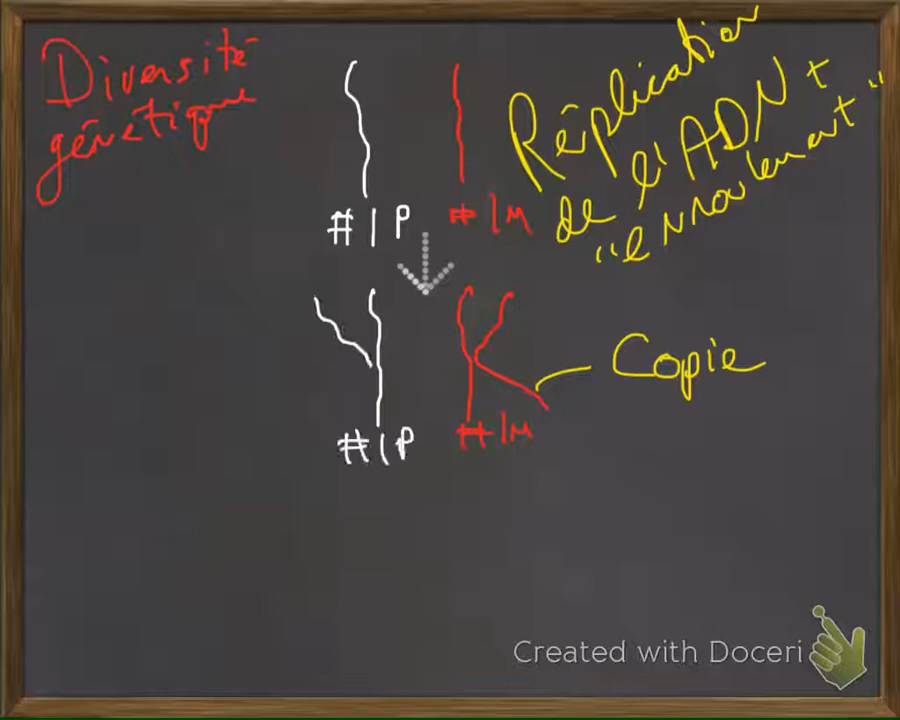 Diversité
génétique
Réplication
de l'ADN +
"enroulement"
#1P #1M
Copie
#1P #1M
Created with Doceri